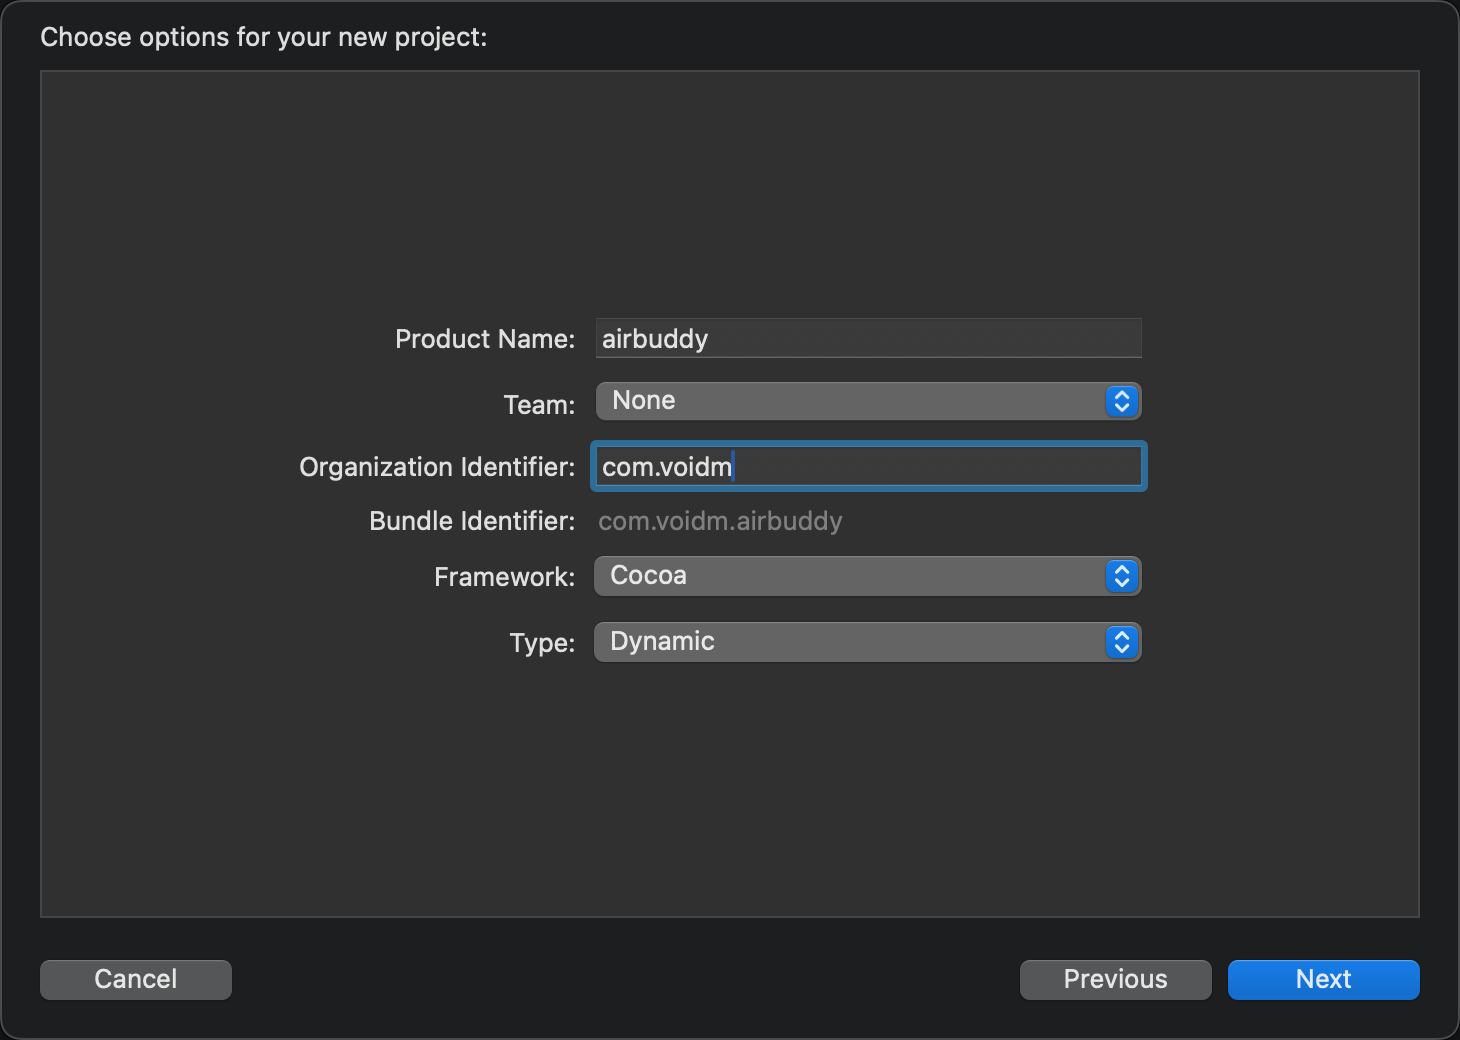 Choose options for your new project:
Product Name: airbuddy
Team: None
Organization Identifier: com.voidm
Bundle Identifier: com.voidm.airbuddy
Framework: Cocoa
Type: Dynamic
Cancel Previous Next